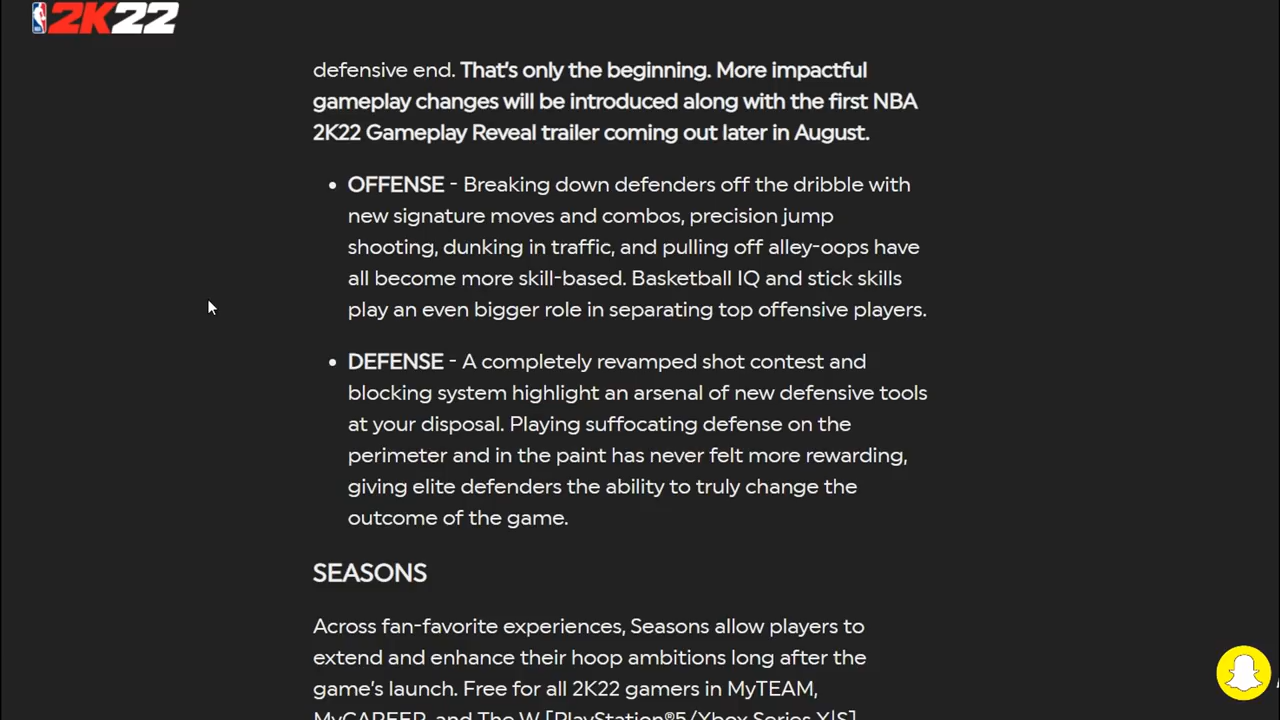 2K22
defensive end. That's only the beginning. More impactful
gameplay changes will be introduced along with the first NBA
2K22 Gameplay Reveal trailer coming out later in August.
• OFFENSE - Breaking down defenders off the dribble with
new signature moves and combos, precision jump
shooting, dunking in traffic, and pulling off alley-oops have
all become more skill-based. Basketball IQ and stick skills
play an even bigger role in separating top offensive players.
• DEFENSE - A completely revamped shot contest and
blocking system highlight an arsenal of new defensive tools
at your disposal. Playing suffocating defense on the
perimeter and in the paint has never felt more rewarding,
giving elite defenders the ability to truly change the
outcome of the game.
SEASONS
Across fan-favorite experiences, Seasons allow players to
extend and enhance their hoop ambitions long after the
game's launch. Free for all 2K22 gamers in MyTEAM,
MyCAREER, and The W [PlayStation®5/Xbox Series X|S]